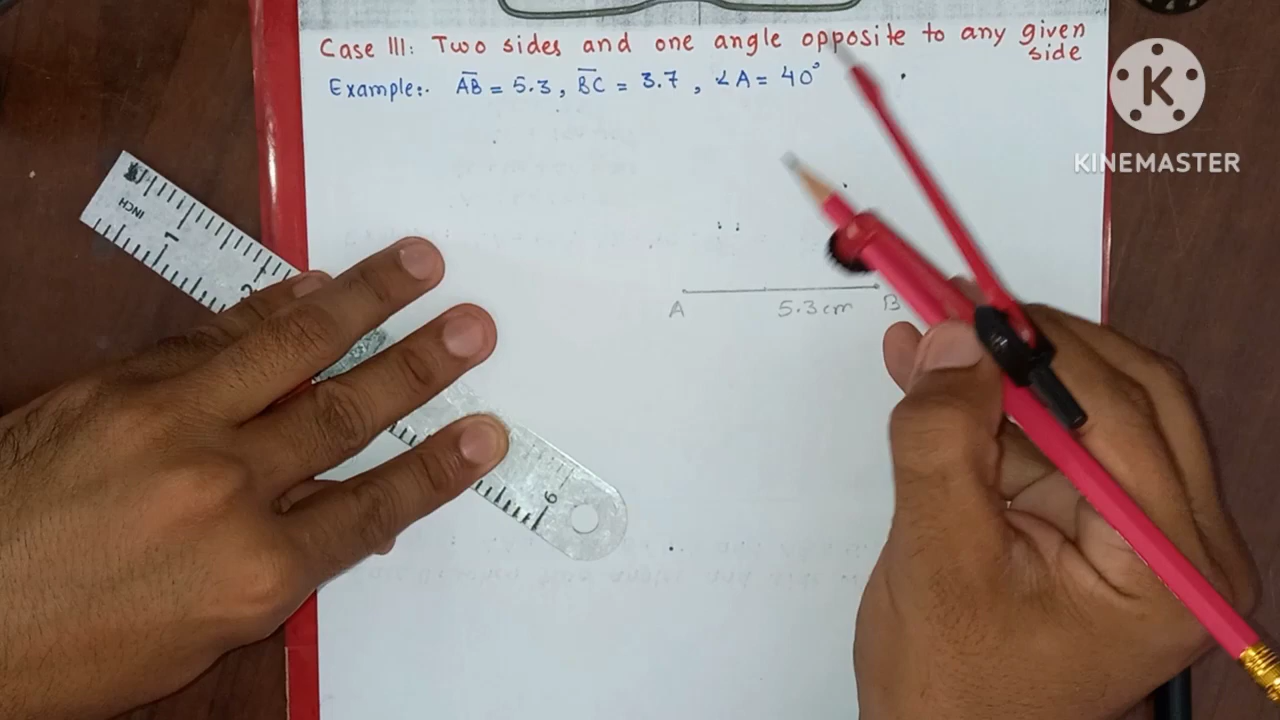 Case III: Two sides and one angle opposite to any given side
Example:- AB = 5.3, BC = 3.7, ∠A = 40°
KINEMASTER
K
A 5.3cm B
INCH
1
2
6